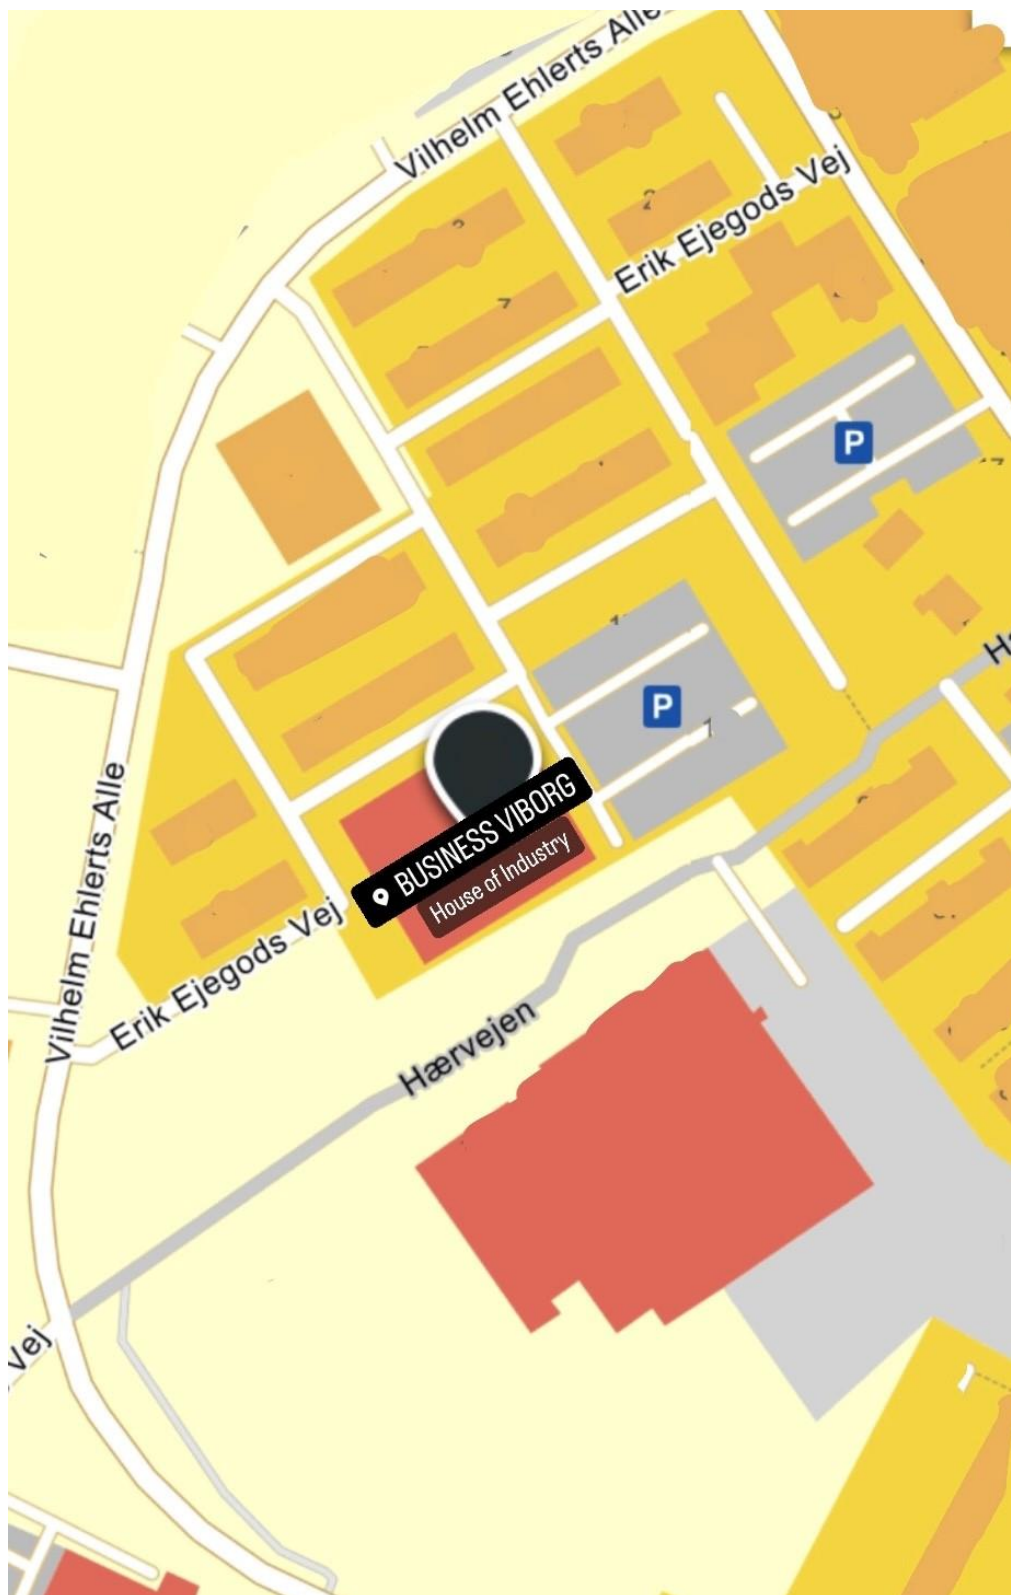 Vilhelm Ehlerts Alle
Erik Ejegods Vej
P
P
BUSINESS VIBORG
House of Industry
Vilhelm Ehlerts Alle
Erik Ejegods Vej
Hærvejen
Vej